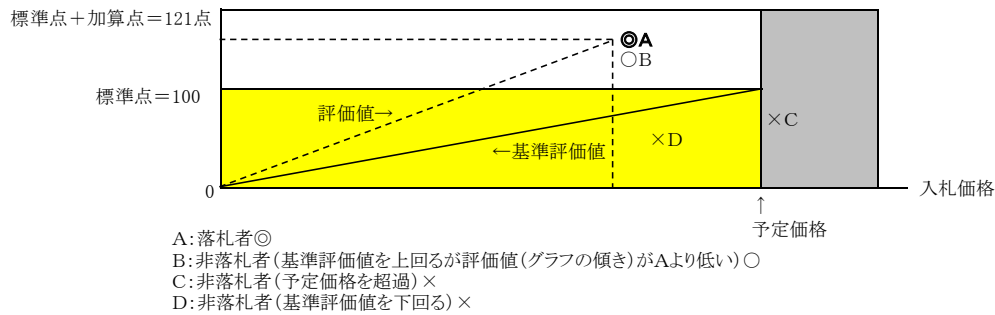 標準点＋加算点＝121点
◎A
○B
標準点＝100
評価値→
×C
×D
←基準評価値
0
入札価格
↑
予定価格
A：落札者◎
B：非落札者（基準評価値を上回るが評価値（グラフの傾き）がAより低い）○
C：非落札者（予定価格を超過）×
D：非落札者（基準評価値を下回る）×